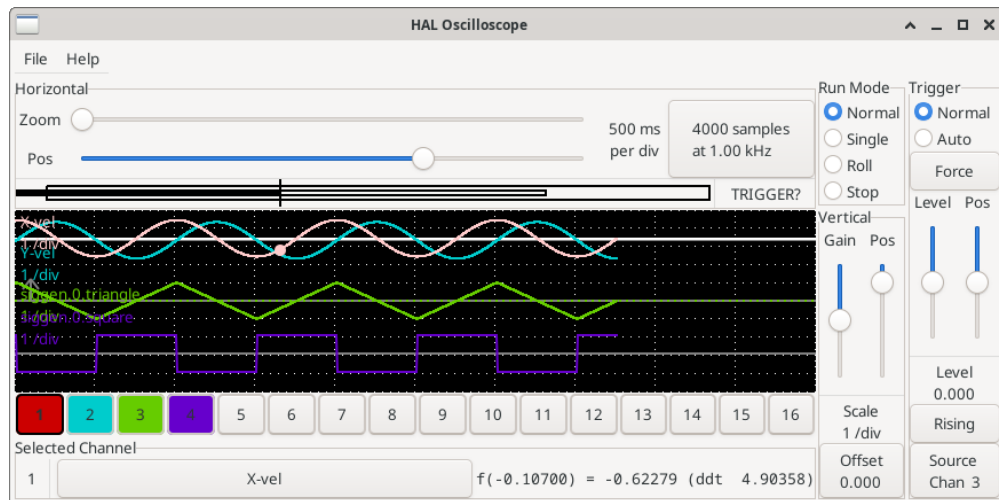 HAL Oscilloscope
File Help
Horizontal
Zoom
Pos
500 ms
per div
4000 samples
at 1.00 kHz
TRIGGER?
Run Mode
Normal
Single
Roll
Stop
Trigger
Normal
Auto
Force
Level Pos
Vertical
Gain Pos
X-vel
1 /div
Y-vel
1 /div
siggen.0.triangle
1 /div
siggen.0.square
1 /div
1 2 3 4 5 6 7 8 9 10 11 12 13 14 15 16
Scale
1 /div
Offset
0.000
Level
0.000
Rising
Source
Chan 3
Selected Channel
1 X-vel f(-0.10700) = -0.62279 (ddt 4.90358)